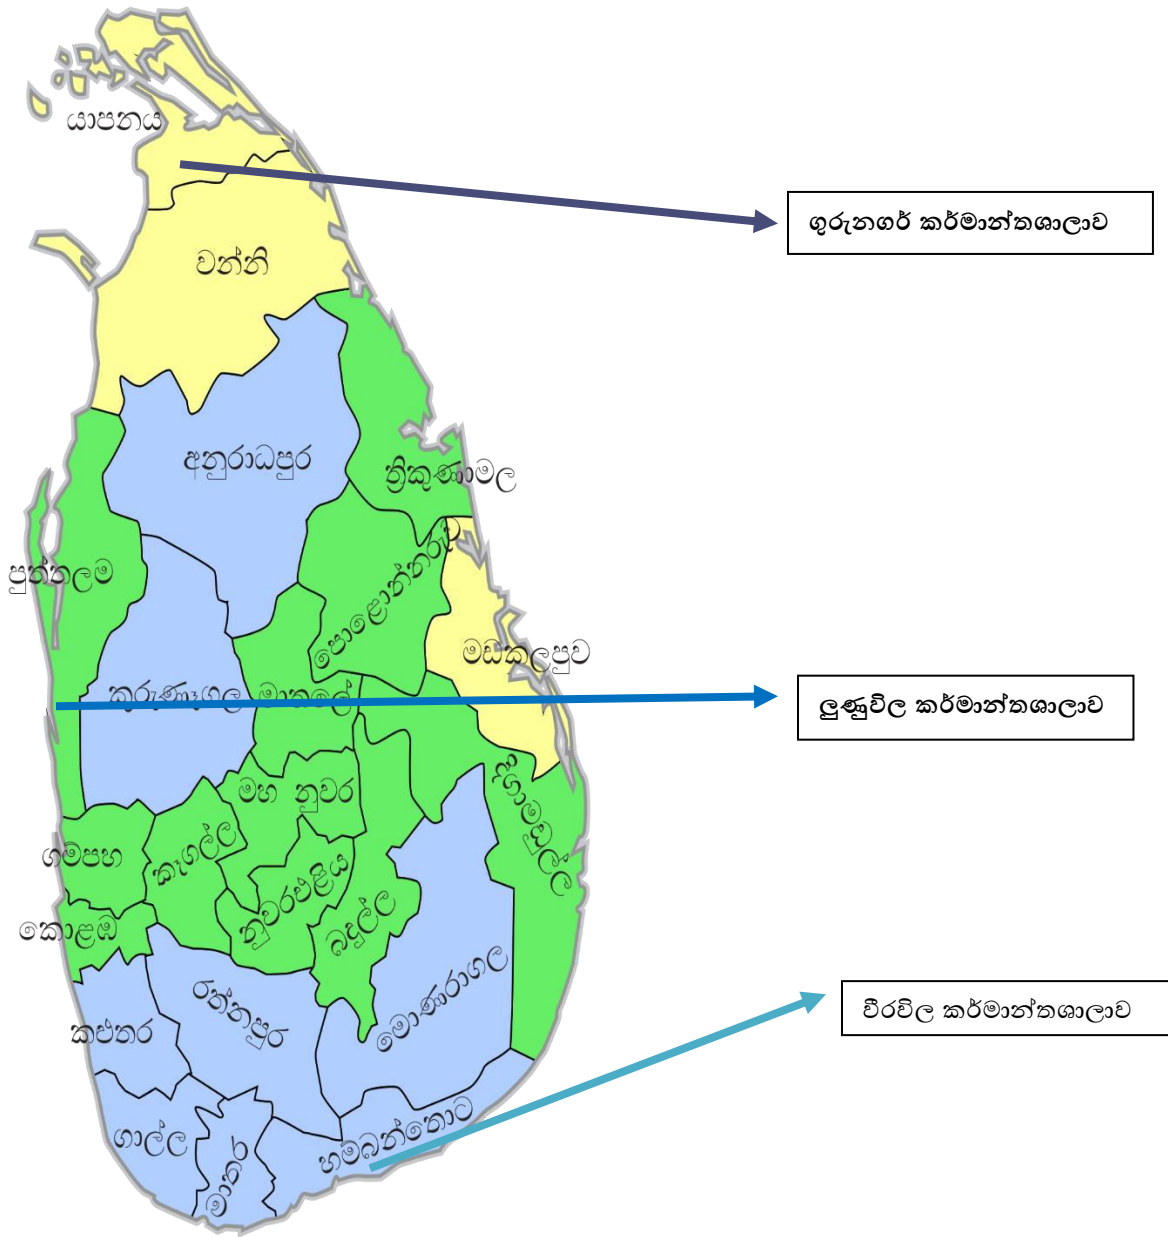 යාපනය
ගුරුනගර් කර්මාන්තශාලාව
වන්නි
අනුරාධපුර
ත්‍රිකුණාමල
පුත්තලම
පොළොන්නරුව
මඩකලපුව
කුරුණෑගල
මාතලේ
ලුණුවිල කර්මාන්තශාලාව
මහ නුවර
දිගාමඩුල්ල
ගම්පහ
කෑගල්ල
නුවරඑළිය
බදුල්ල
කොළඹ
මොණරාගල
රත්නපුර
වීරවිල කර්මාන්තශාලාව
කළුතර
ගාල්ල
හම්බන්තොට
මාතර